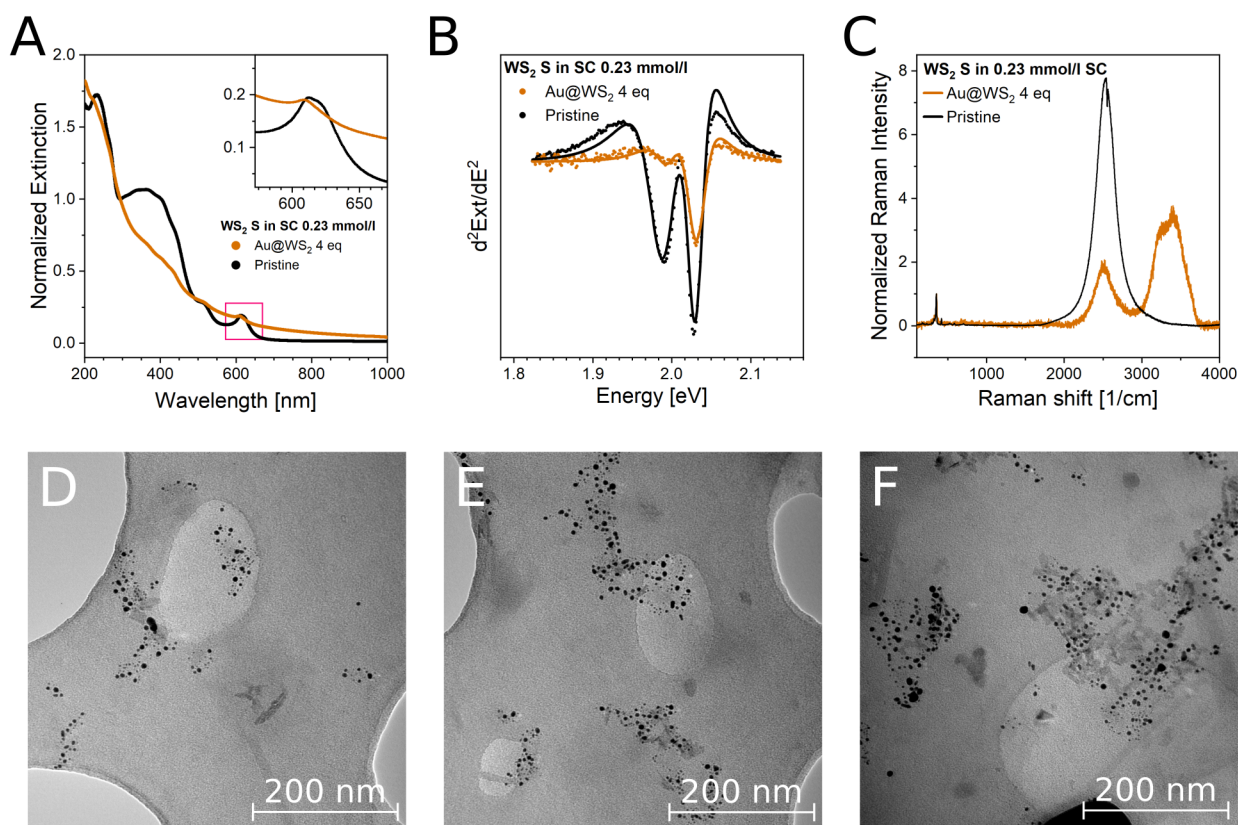 A
Normalized Extinction
2.0
1.5
1.0
0.5
0.0
0.2
0.1
600
650
WS2 S in SC 0.23 mmol/l
Au@WS2 4 eq
Pristine
200
400
600
800
1000
Wavelength [nm]
B
d2Ext/dE2
WS2 S in SC 0.23 mmol/l
Au@WS2 4 eq
Pristine
1.8
1.9
2.0
2.1
Energy [eV]
C
Normalized Raman Intensity
8
6
4
2
0
WS2 S in 0.23 mmol/l SC
Au@WS2 4 eq
Pristine
1000
2000
3000
4000
Raman shift [1/cm]
D
200 nm
E
200 nm
F
200 nm